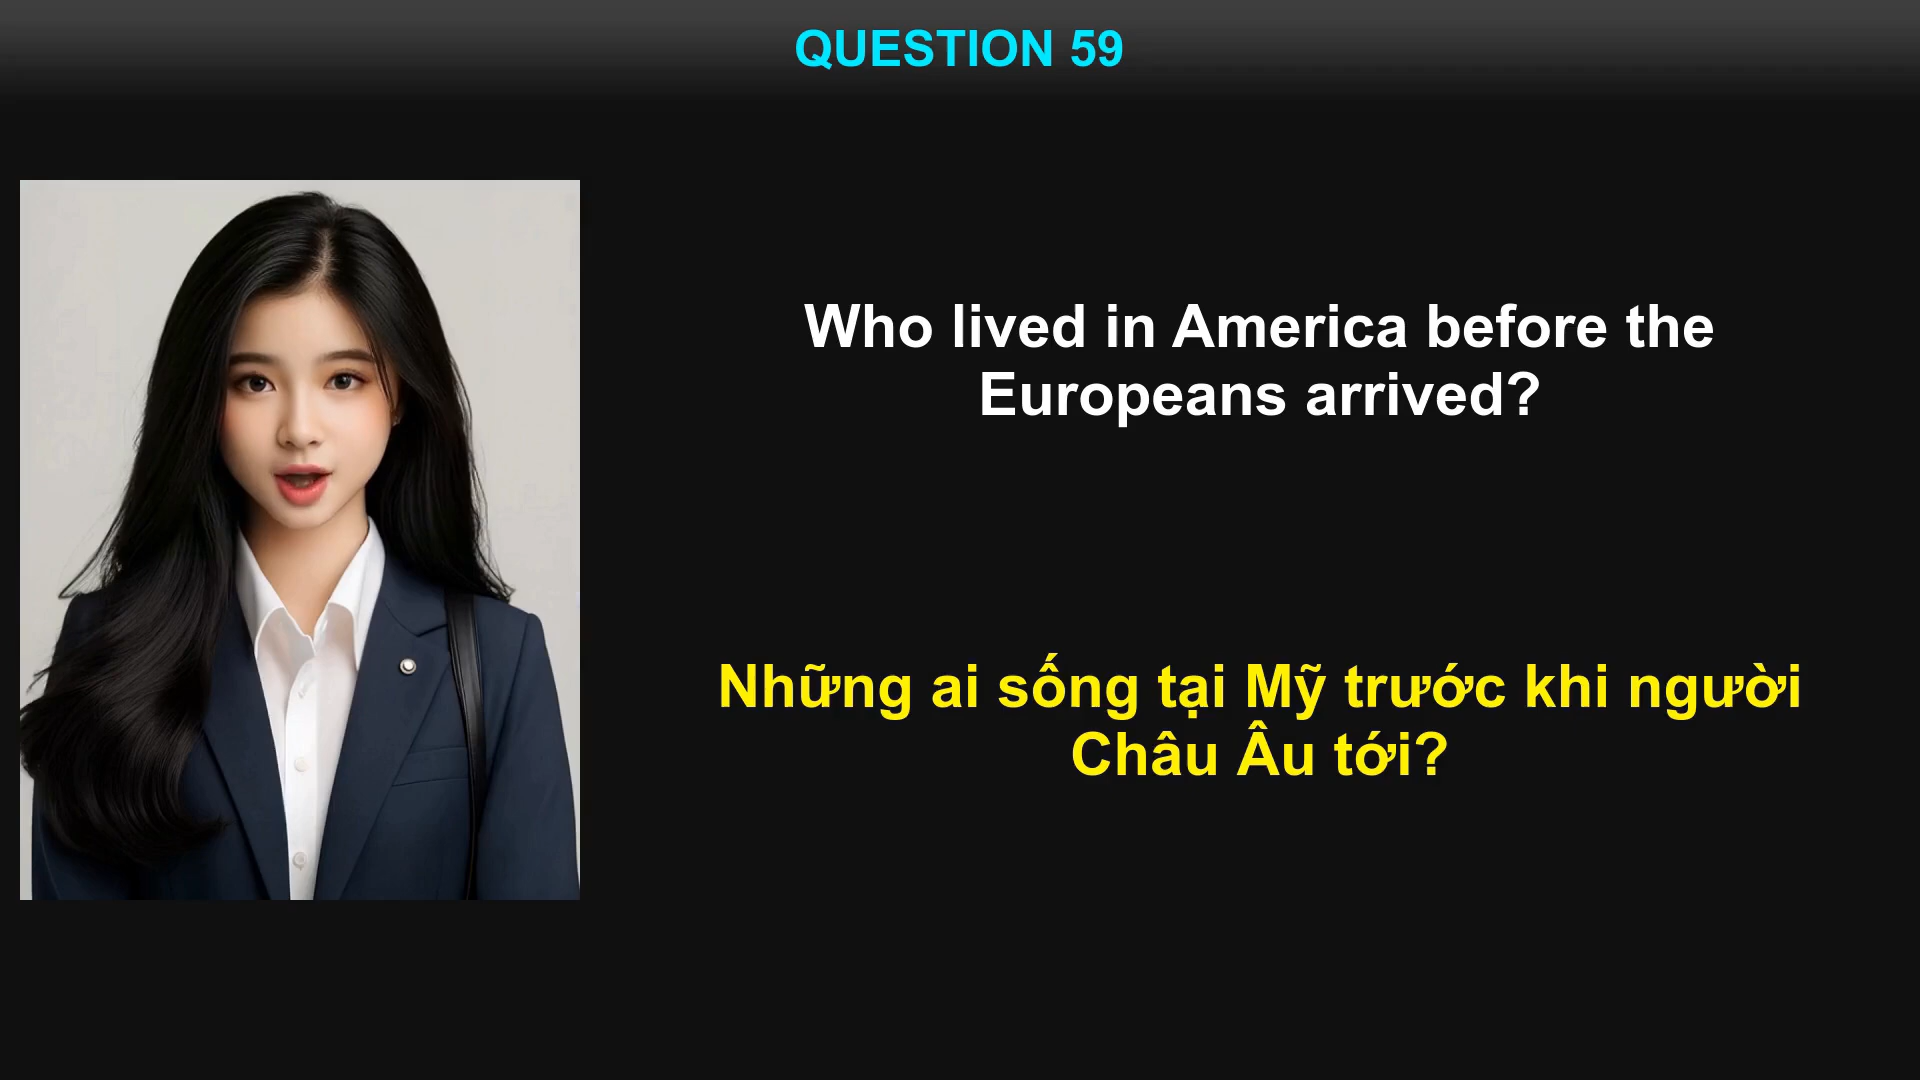 QUESTION 59
Who lived in America before the
Europeans arrived?
Những ai sống tại Mỹ trước khi người
Châu Âu tới?